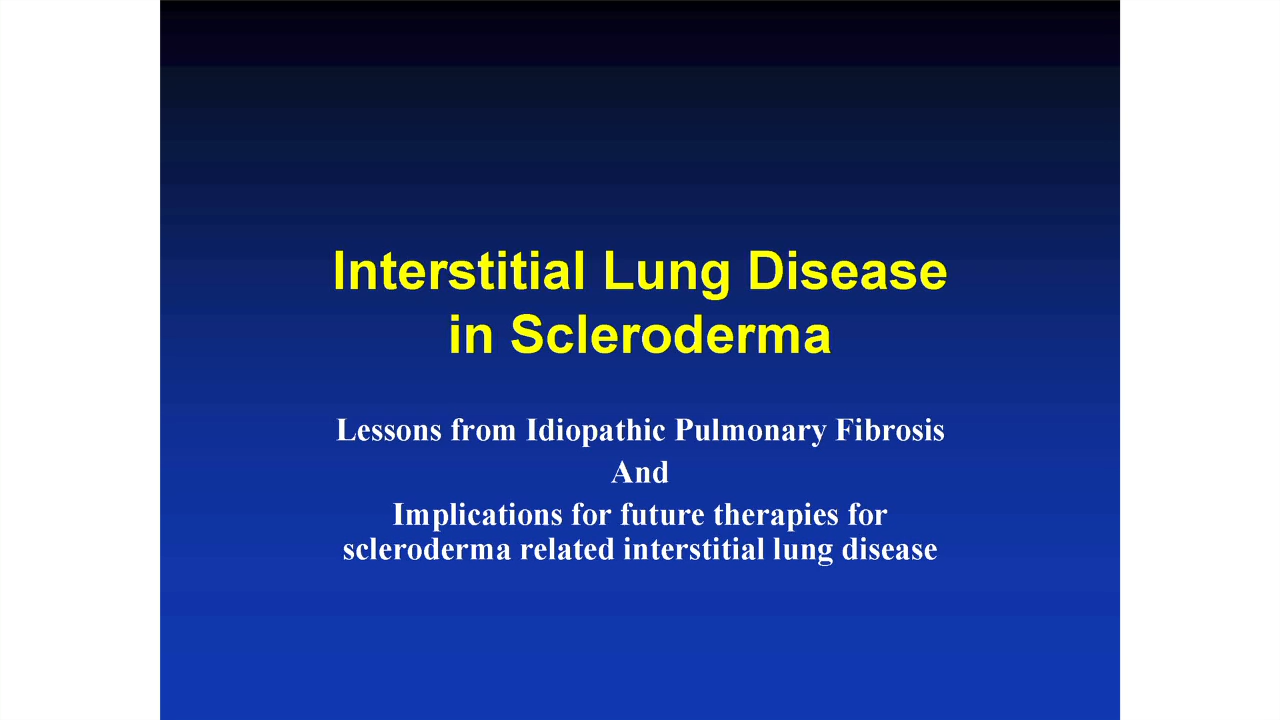 Interstitial Lung Disease
in Scleroderma
Lessons from Idiopathic Pulmonary Fibrosis
And
Implications for future therapies for
scleroderma related interstitial lung disease